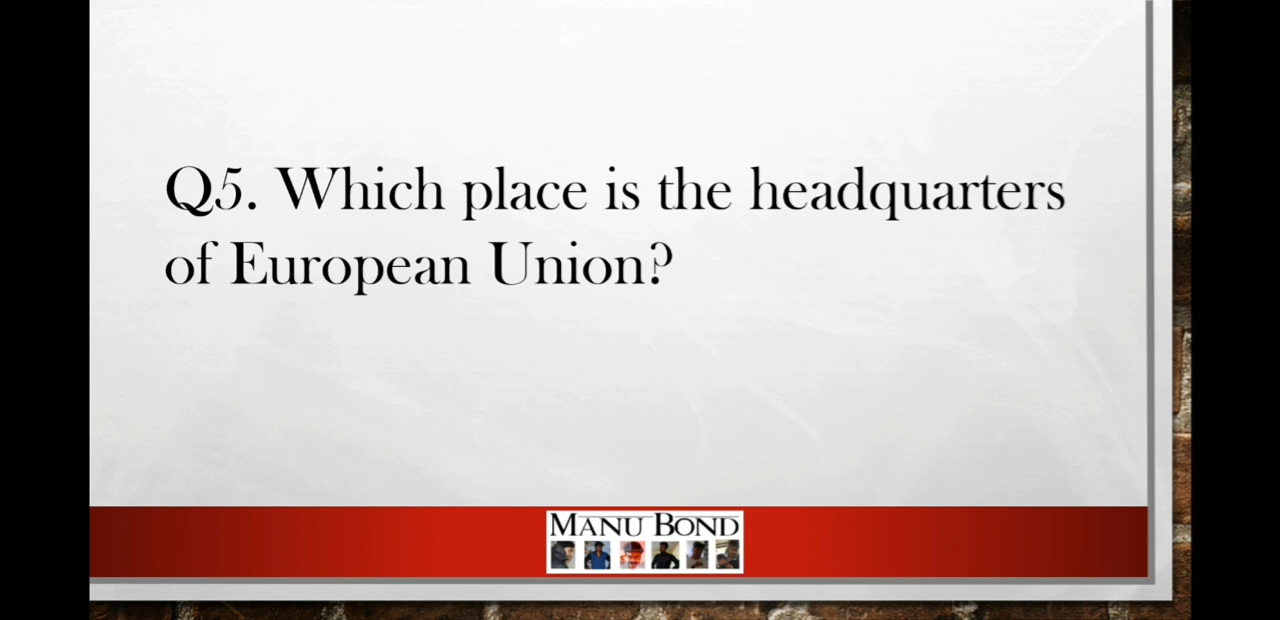 Q5. Which place is the headquarters
of European Union?
MANU BOND